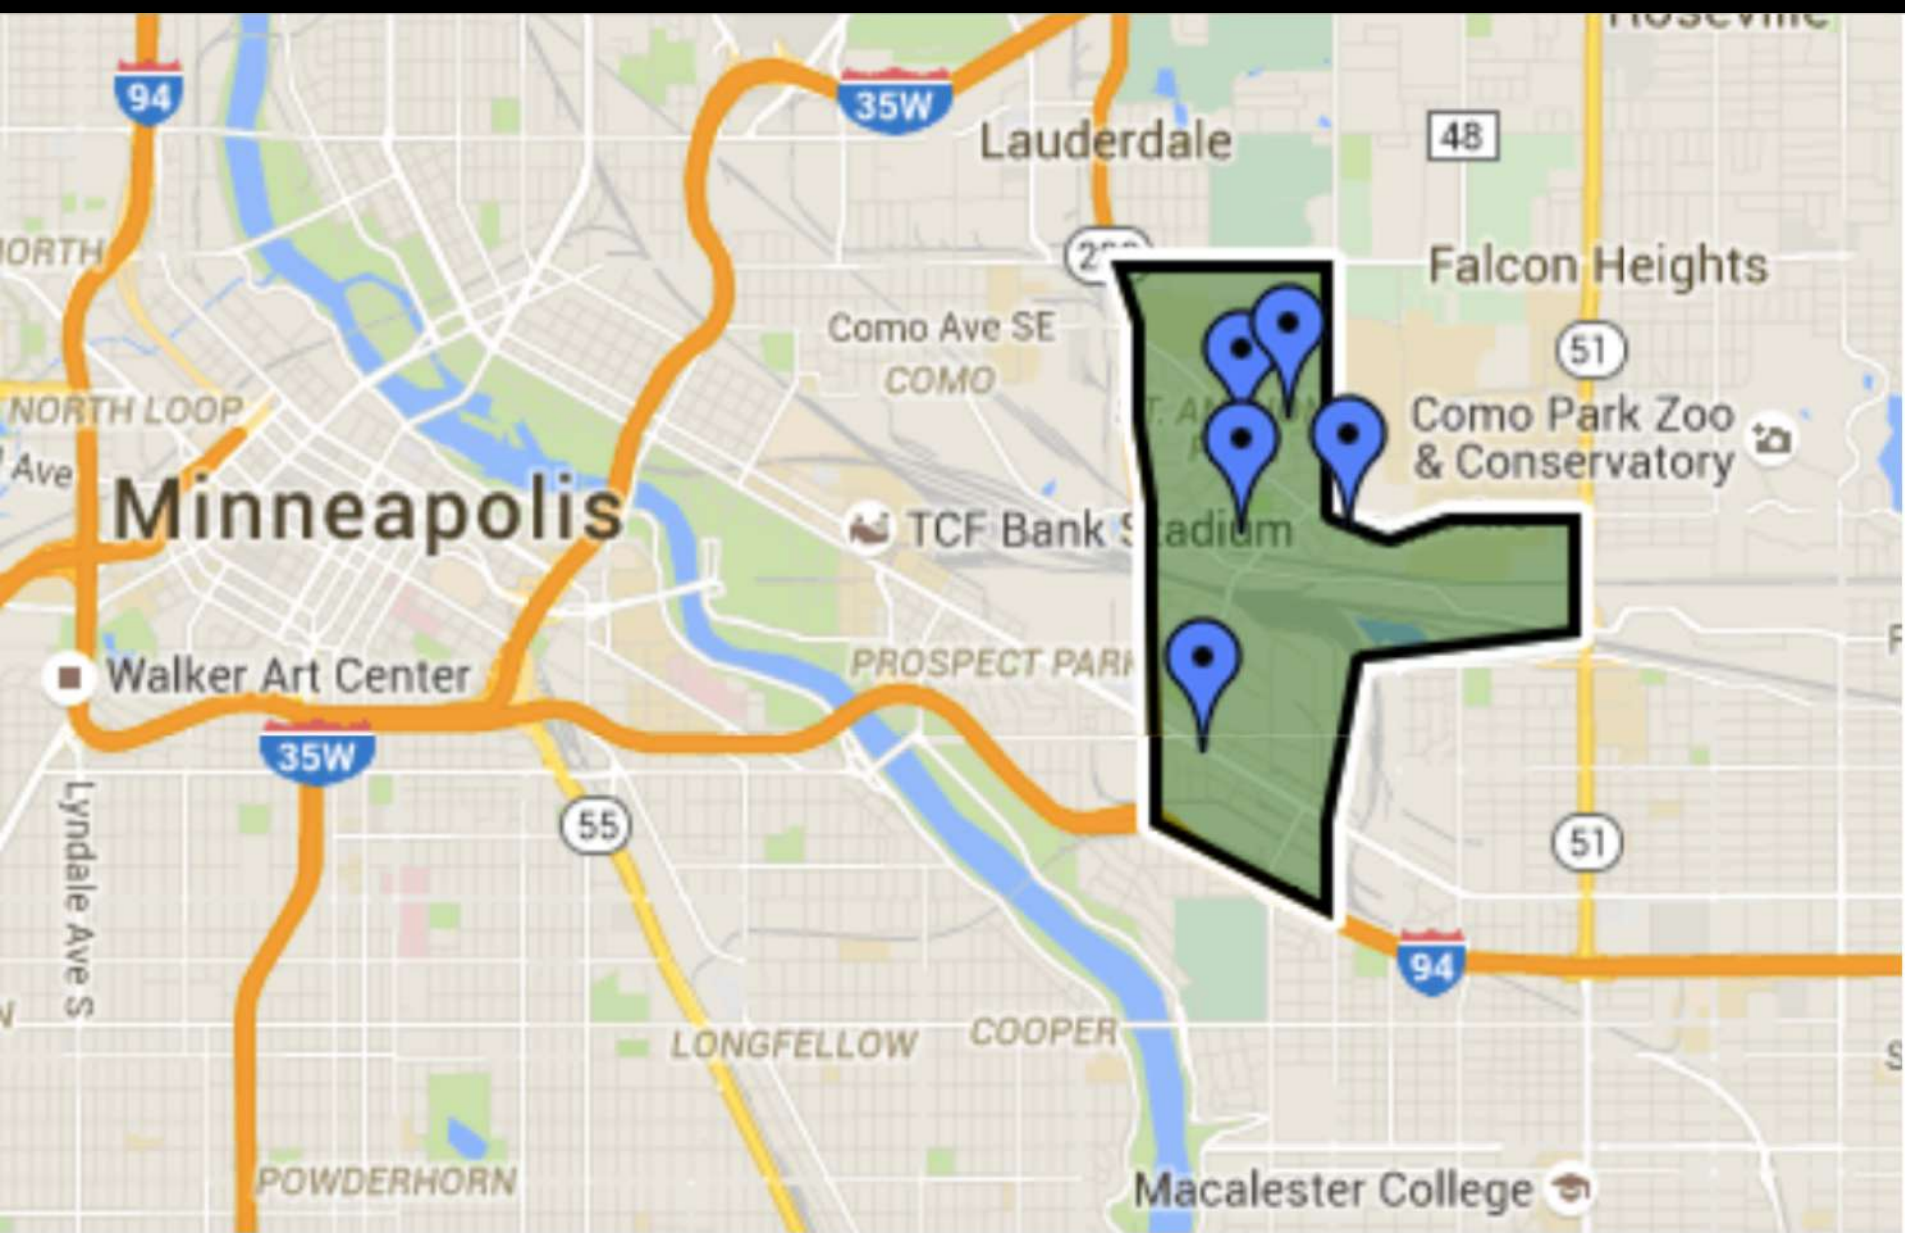 Roseville
94
35W
Lauderdale
48
NORTH
Falcon Heights
Como Ave SE
COMO
51
NORTH LOOP
Ave
Como Park Zoo
& Conservatory
Minneapolis
TCF Bank Stadium
PROSPECT PARK
Walker Art Center
35W
55
51
Lyndale Ave S
94
LONGFELLOW
COOPER
POWDERHORN
Macalester College